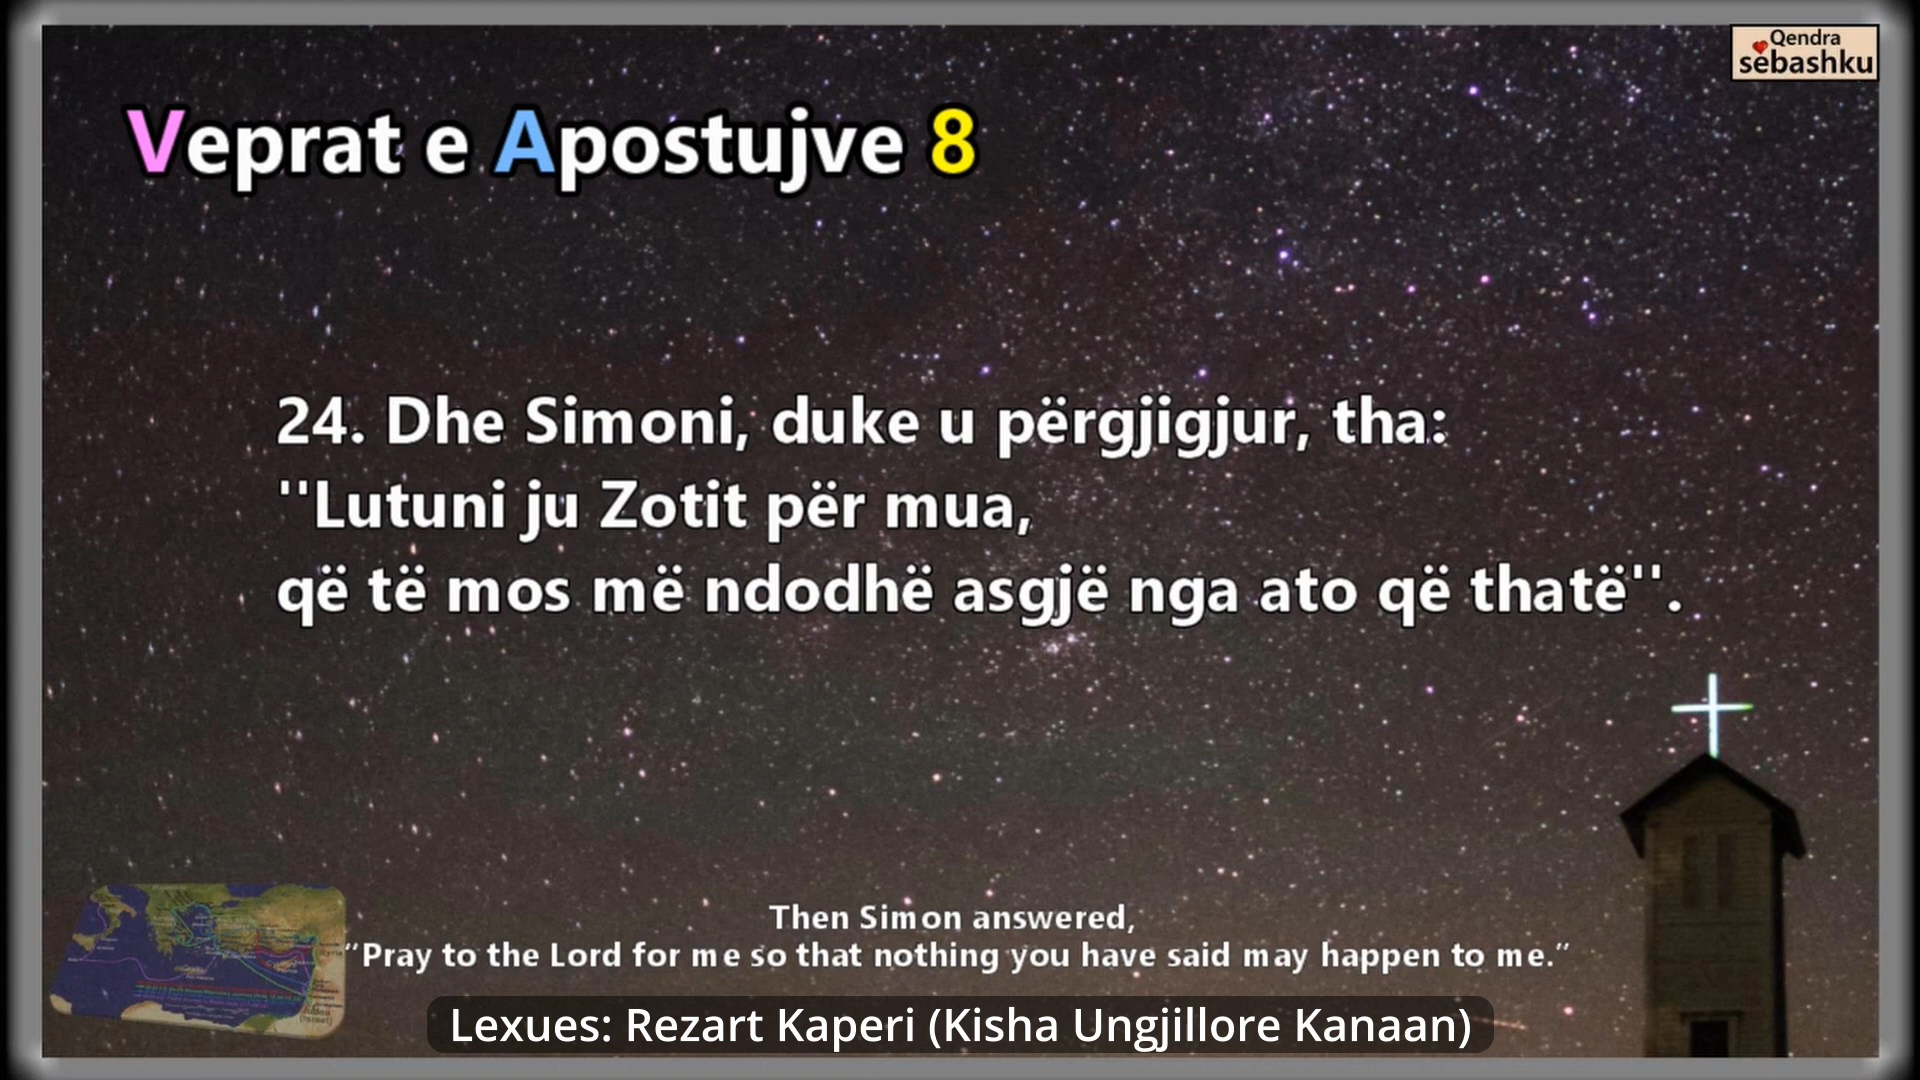 Qendra
sebashku
Veprat e Apostujve 8
24. Dhe Simoni, duke u përgjigjur, tha:
''Lutuni ju Zotit për mua,
që të mos më ndodhë asgjë nga ato që thatë''.
Then Simon answered,
“Pray to the Lord for me so that nothing you have said may happen to me.”
Lexues: Rezart Kaperi (Kisha Ungjillore Kanaan)